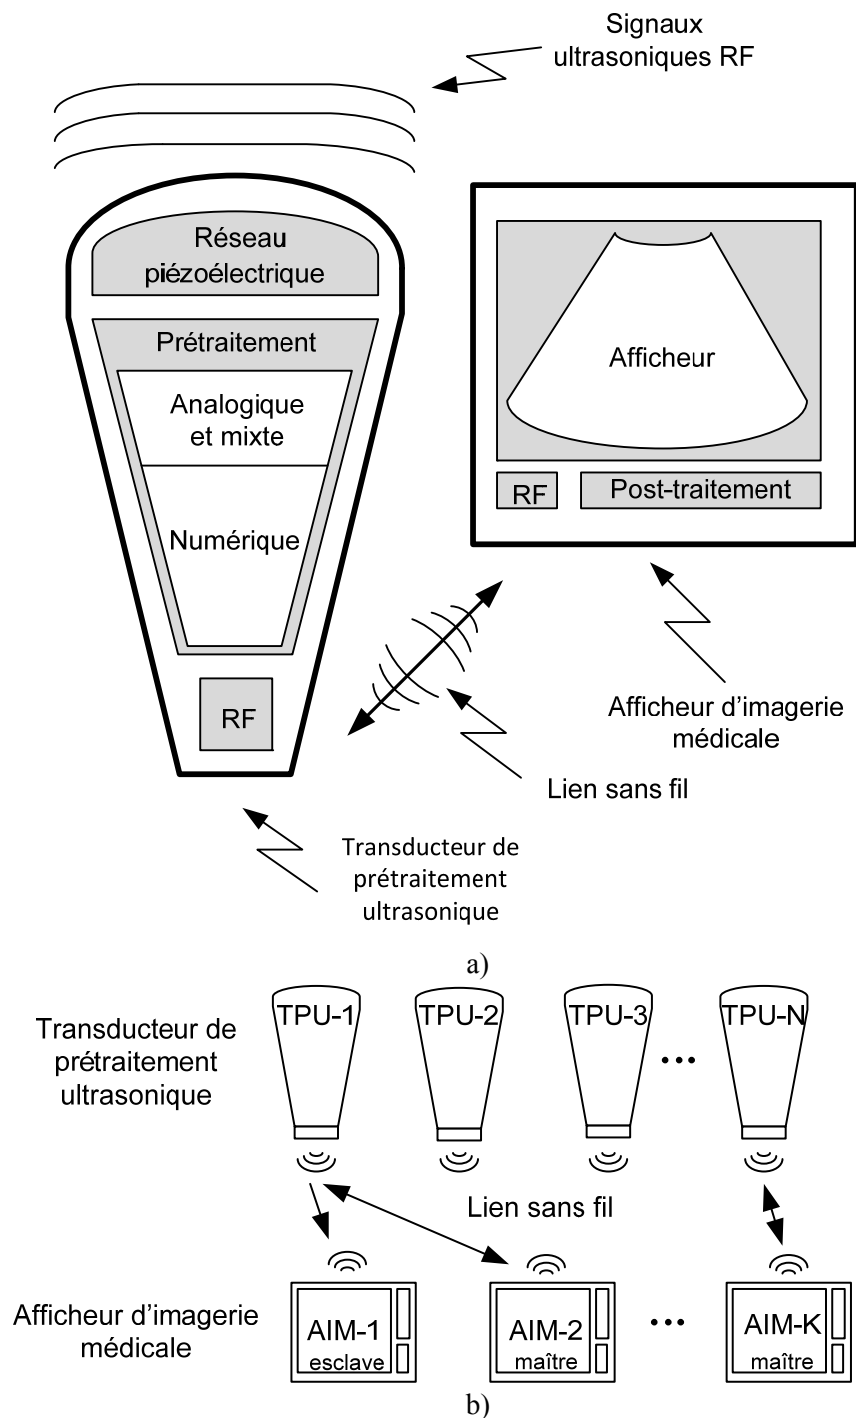 Signaux
ultrasoniques RF
Réseau
piézoélectrique
Prétraitement
Analogique
et mixte
Numérique
RF
Afficheur
RF
Post-traitement
Afficheur d'imagerie
médicale
Lien sans fil
Transducteur de
prétraitement
ultrasonique
a)
TPU-1
TPU-2
TPU-3
...
TPU-N
Transducteur de
prétraitement
ultrasonique
Lien sans fil
Afficheur d'imagerie
médicale
AIM-1
esclave
AIM-2
maître
...
AIM-K
maître
b)